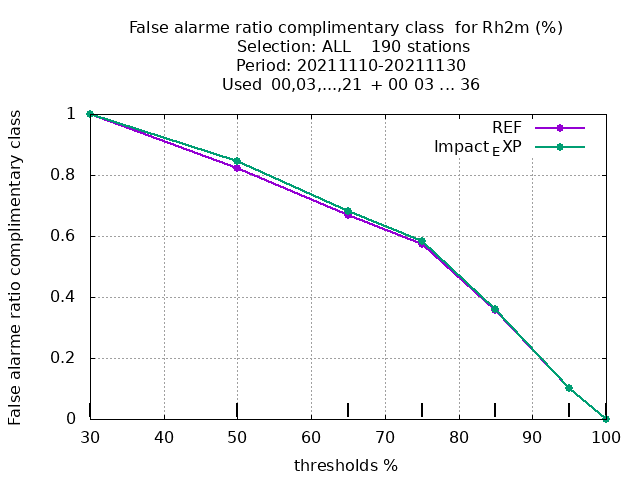 False alarme ratio complimentary class  for Rh2m (%)
Selection: ALL    190 stations
Period: 20211110-20211130
Used  00,03,...,21  + 00 03 ... 36
REF
Impact_EXP
False alarme ratio complimentary class
1
0.8
0.6
0.4
0.2
0
30 40 50 60 70 80 90 100
thresholds %